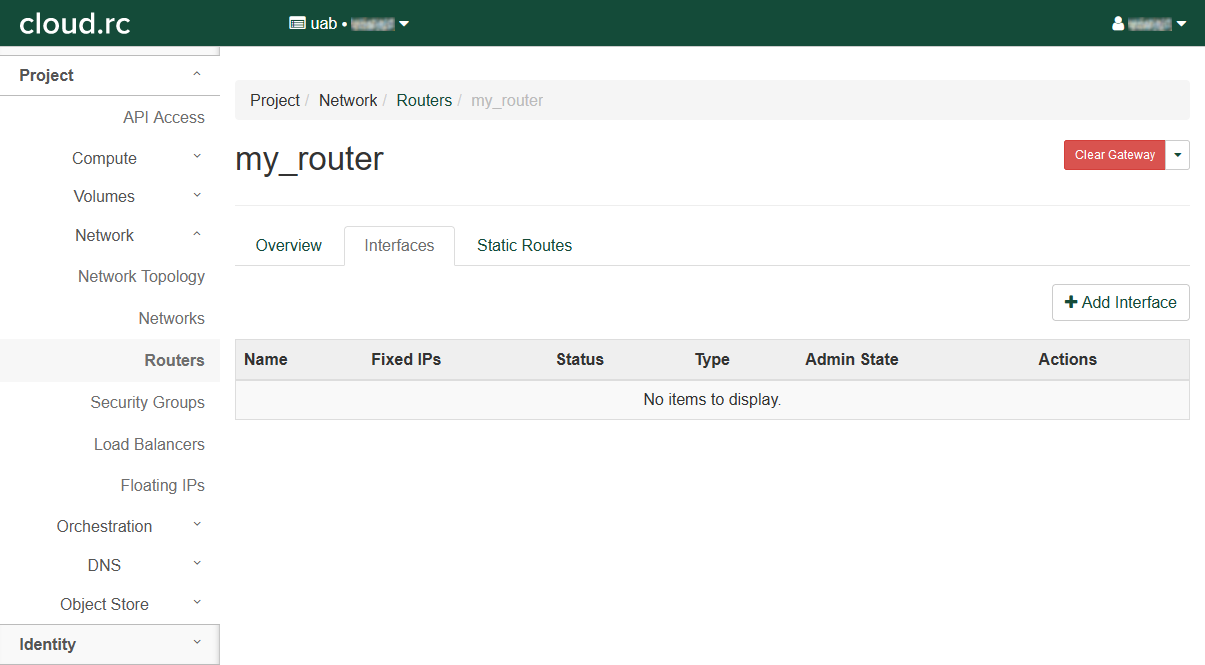 cloud.rc
uab •
Project
API Access
Compute
Volumes
Network
Network Topology
Networks
Routers
Security Groups
Load Balancers
Floating IPs
Orchestration
DNS
Object Store
Identity
Project / Network / Routers / my_router
my_router
Clear Gateway
Overview Interfaces Static Routes
Add Interface
Name Fixed IPs Status Type Admin State Actions
No items to display.